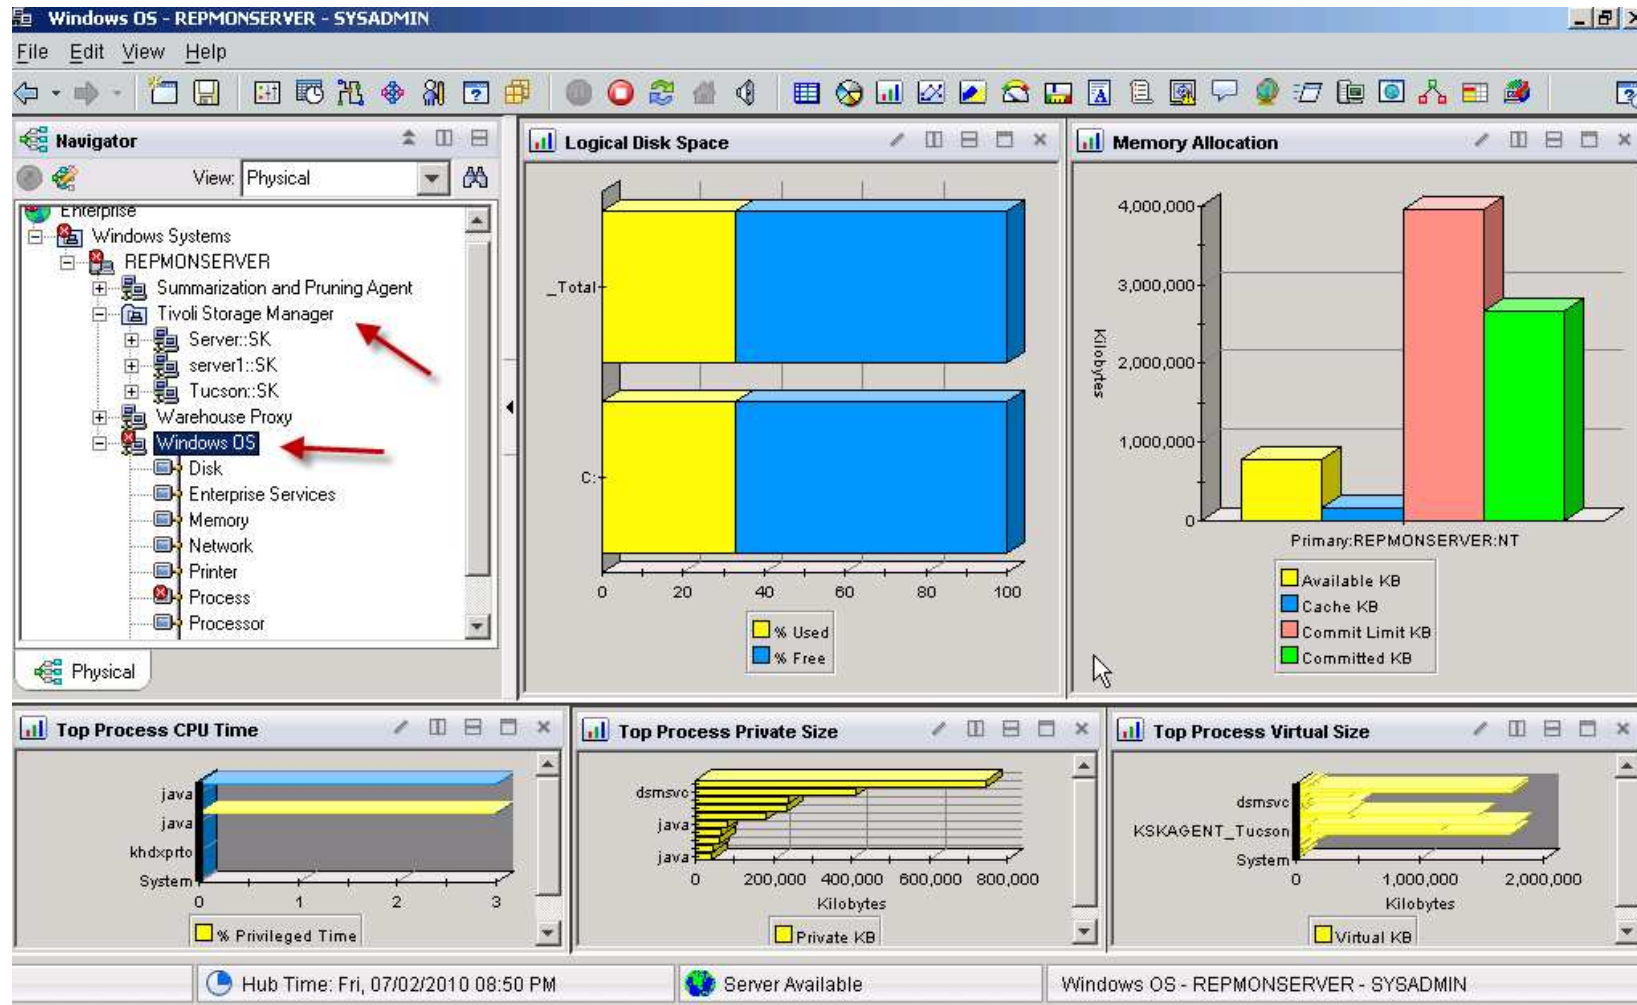 Windows OS - REPMONSERVER - SYSADMIN
File Edit View Help
Navigator
View: Physical
Enterprise
Windows Systems
REPMONSERVER
Summarization and Pruning Agent
Tivoli Storage Manager
Server::SK
server1::SK
Tucson::SK
Warehouse Proxy
Windows OS
Disk
Enterprise Services
Memory
Network
Printer
Process
Processor
Physical
Logical Disk Space
_Total
C:
0 20 40 60 80 100
% Used
% Free
Memory Allocation
4,000,000
3,000,000
2,000,000
1,000,000
0
Kilobytes
Primary:REPMONSERVER:NT
Available KB
Cache KB
Commit Limit KB
Committed KB
Top Process CPU Time
java
java
khdxprto
System
0 1 2 3
% Privileged Time
Top Process Private Size
dsmsvc
java
java
0 200,000 400,000 600,000 800,000
Kilobytes
Private KB
Top Process Virtual Size
dsmsvc
KSKAGENT_Tucson
System
0 1,000,000 2,000,000
Kilobytes
Virtual KB
Hub Time: Fri, 07/02/2010 08:50 PM
Server Available
Windows OS - REPMONSERVER - SYSADMIN